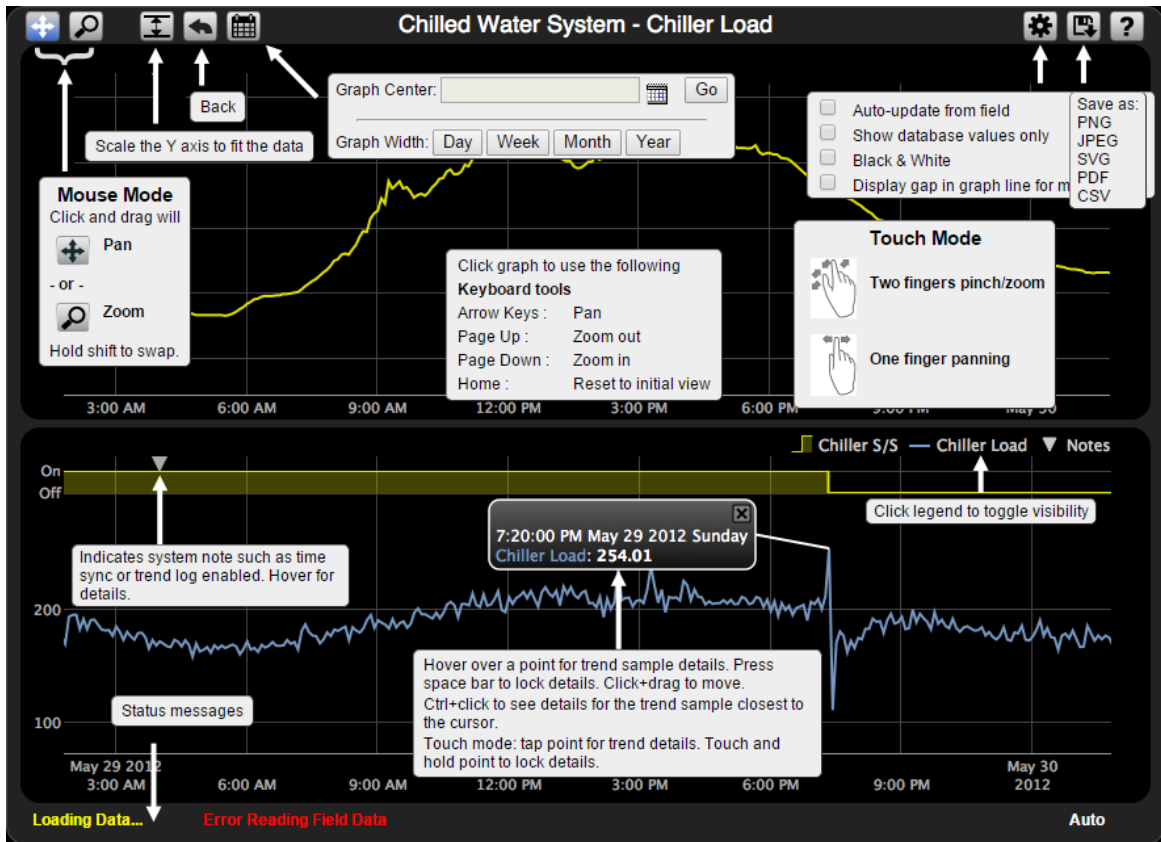 Chilled Water System - Chiller Load
?
Back
Scale the Y axis to fit the data
Graph Center:
Go
Graph Width: Day Week Month Year
Auto-update from field
Show database values only
Black & White
Display gap in graph line for m
Save as:
PNG
JPEG
SVG
PDF
CSV
Mouse Mode
Click and drag will
Pan
- or -
Zoom
Hold shift to swap.
Click graph to use the following
Keyboard tools
Arrow Keys : Pan
Page Up : Zoom out
Page Down : Zoom in
Home : Reset to initial view
Touch Mode
Two fingers pinch/zoom
One finger panning
3:00 AM 6:00 AM 9:00 AM 12:00 PM 3:00 PM 6:00 PM 9:00 PM May 30
Chiller S/S Chiller Load Notes
On
Off
Click legend to toggle visibility
7:20:00 PM May 29 2012 Sunday
Chiller Load: 254.01
Indicates system note such as time
sync or trend log enabled. Hover for
details.
200
Hover over a point for trend sample details. Press
space bar to lock details. Click+drag to move.
Ctrl+click to see details for the trend sample closest to
the cursor.
Touch mode: tap point for trend details. Touch and
hold point to lock details.
Status messages
100
May 29 2012 May 30
3:00 AM 6:00 AM 9:00 AM 12:00 PM 3:00 PM 6:00 PM 9:00 PM 2012
Loading Data... Error Reading Field Data Auto